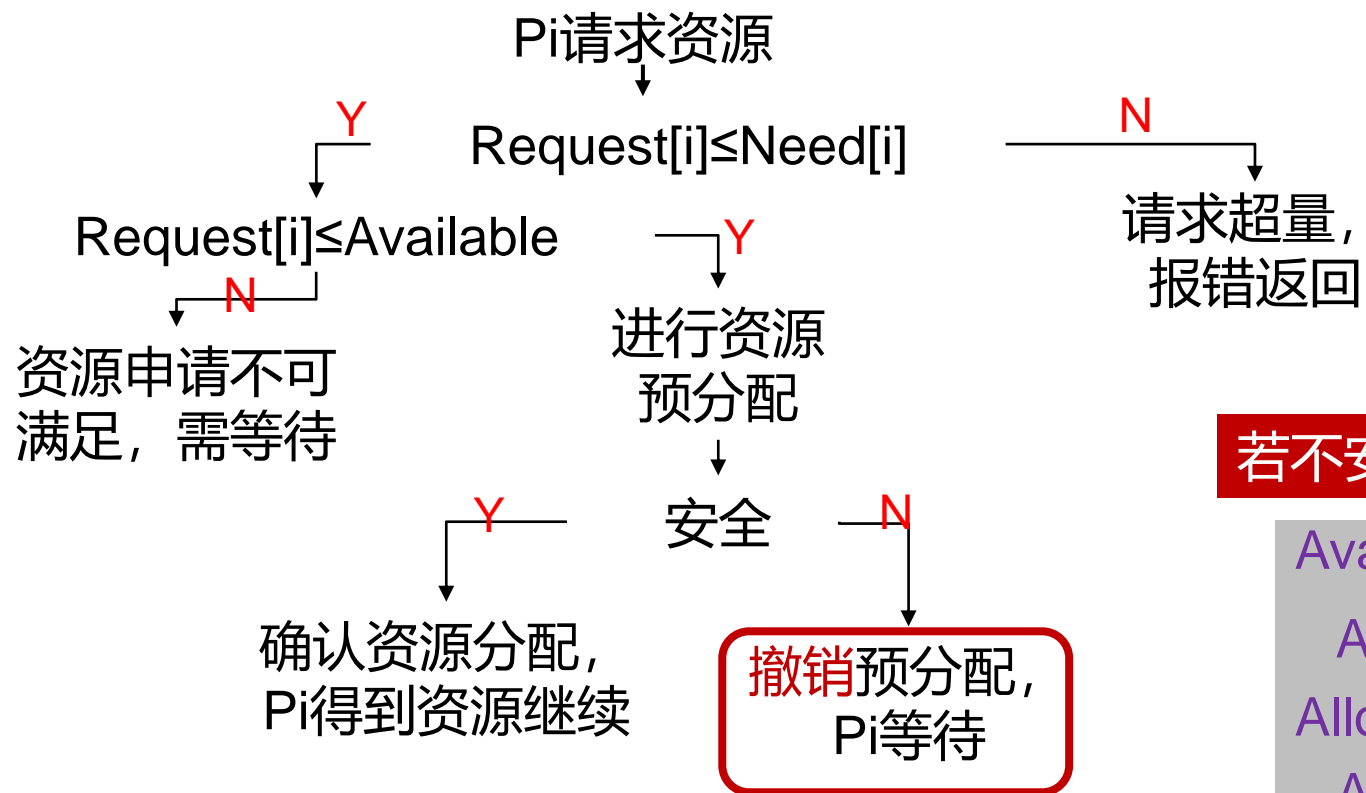 Pi请求资源
Y
N
Request[i]≤Need[i]
请求超量,
报错返回
Request[i]≤Available
Y
N
进行资源
预分配
资源申请不可
满足，需等待
若不
Y
安全
N
确认资源分配，
Pi得到资源继续
撤销预分配，
Pi等待